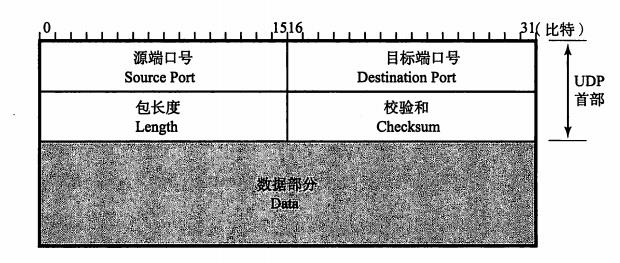 0 15 16 31(比特)
源端口号 目标端口号
Source Port Destination Port
UDP
首部
包长度 校验和
Length Checksum
数据部分
Data